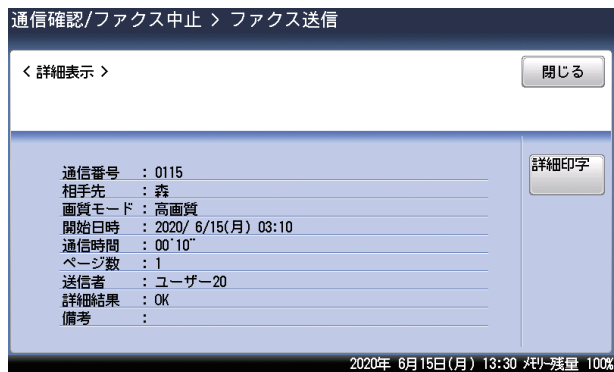 通信確認/ファクス中止 > ファクス送信
< 詳細表示 >
閉じる
詳細印字
通信番号 : 0115
相手先 : 森
画質モード : 高画質
開始日時 : 2020/ 6/15(月) 03:10
通信時間 : 00'10"
ページ数 : 1
送信者 : ユーザー20
詳細結果 : OK
備考 :
2020年 6月15日(月) 13:30 メモリー残量 100%